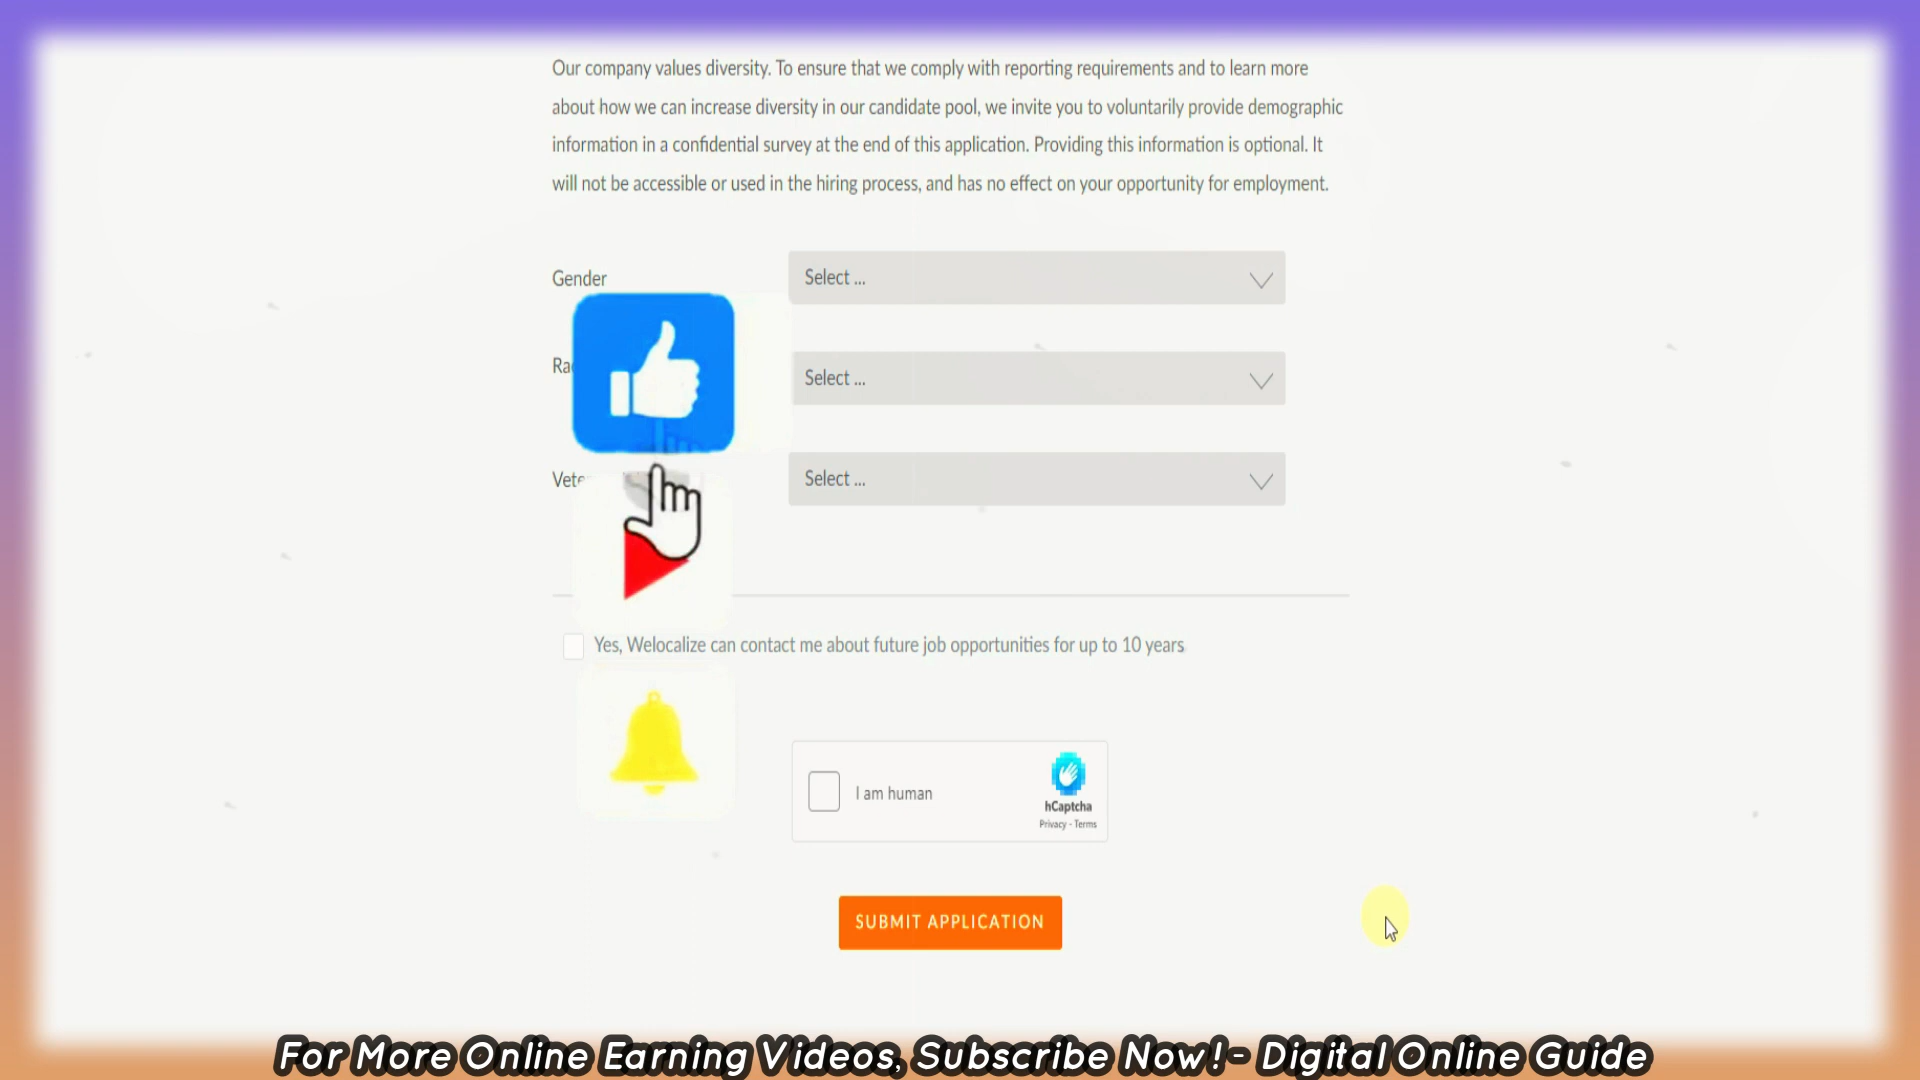 Our company values diversity. To ensure that we comply with reporting requirements and to learn more
about how we can increase diversity in our candidate pool, we invite you to voluntarily provide demographic
information in a confidential survey at the end of this application. Providing this information is optional. It
will not be accessible or used in the hiring process, and has no effect on your opportunity for employment.
Gender
Select ...
Select ...
Select ...
Yes, Welocalize can contact me about future job opportunities for up to 10 years
I am human
hCaptcha
Privacy - Terms
SUBMIT APPLICATION
For More Online Earning Videos, Subscribe Now! - Digital Online Guide